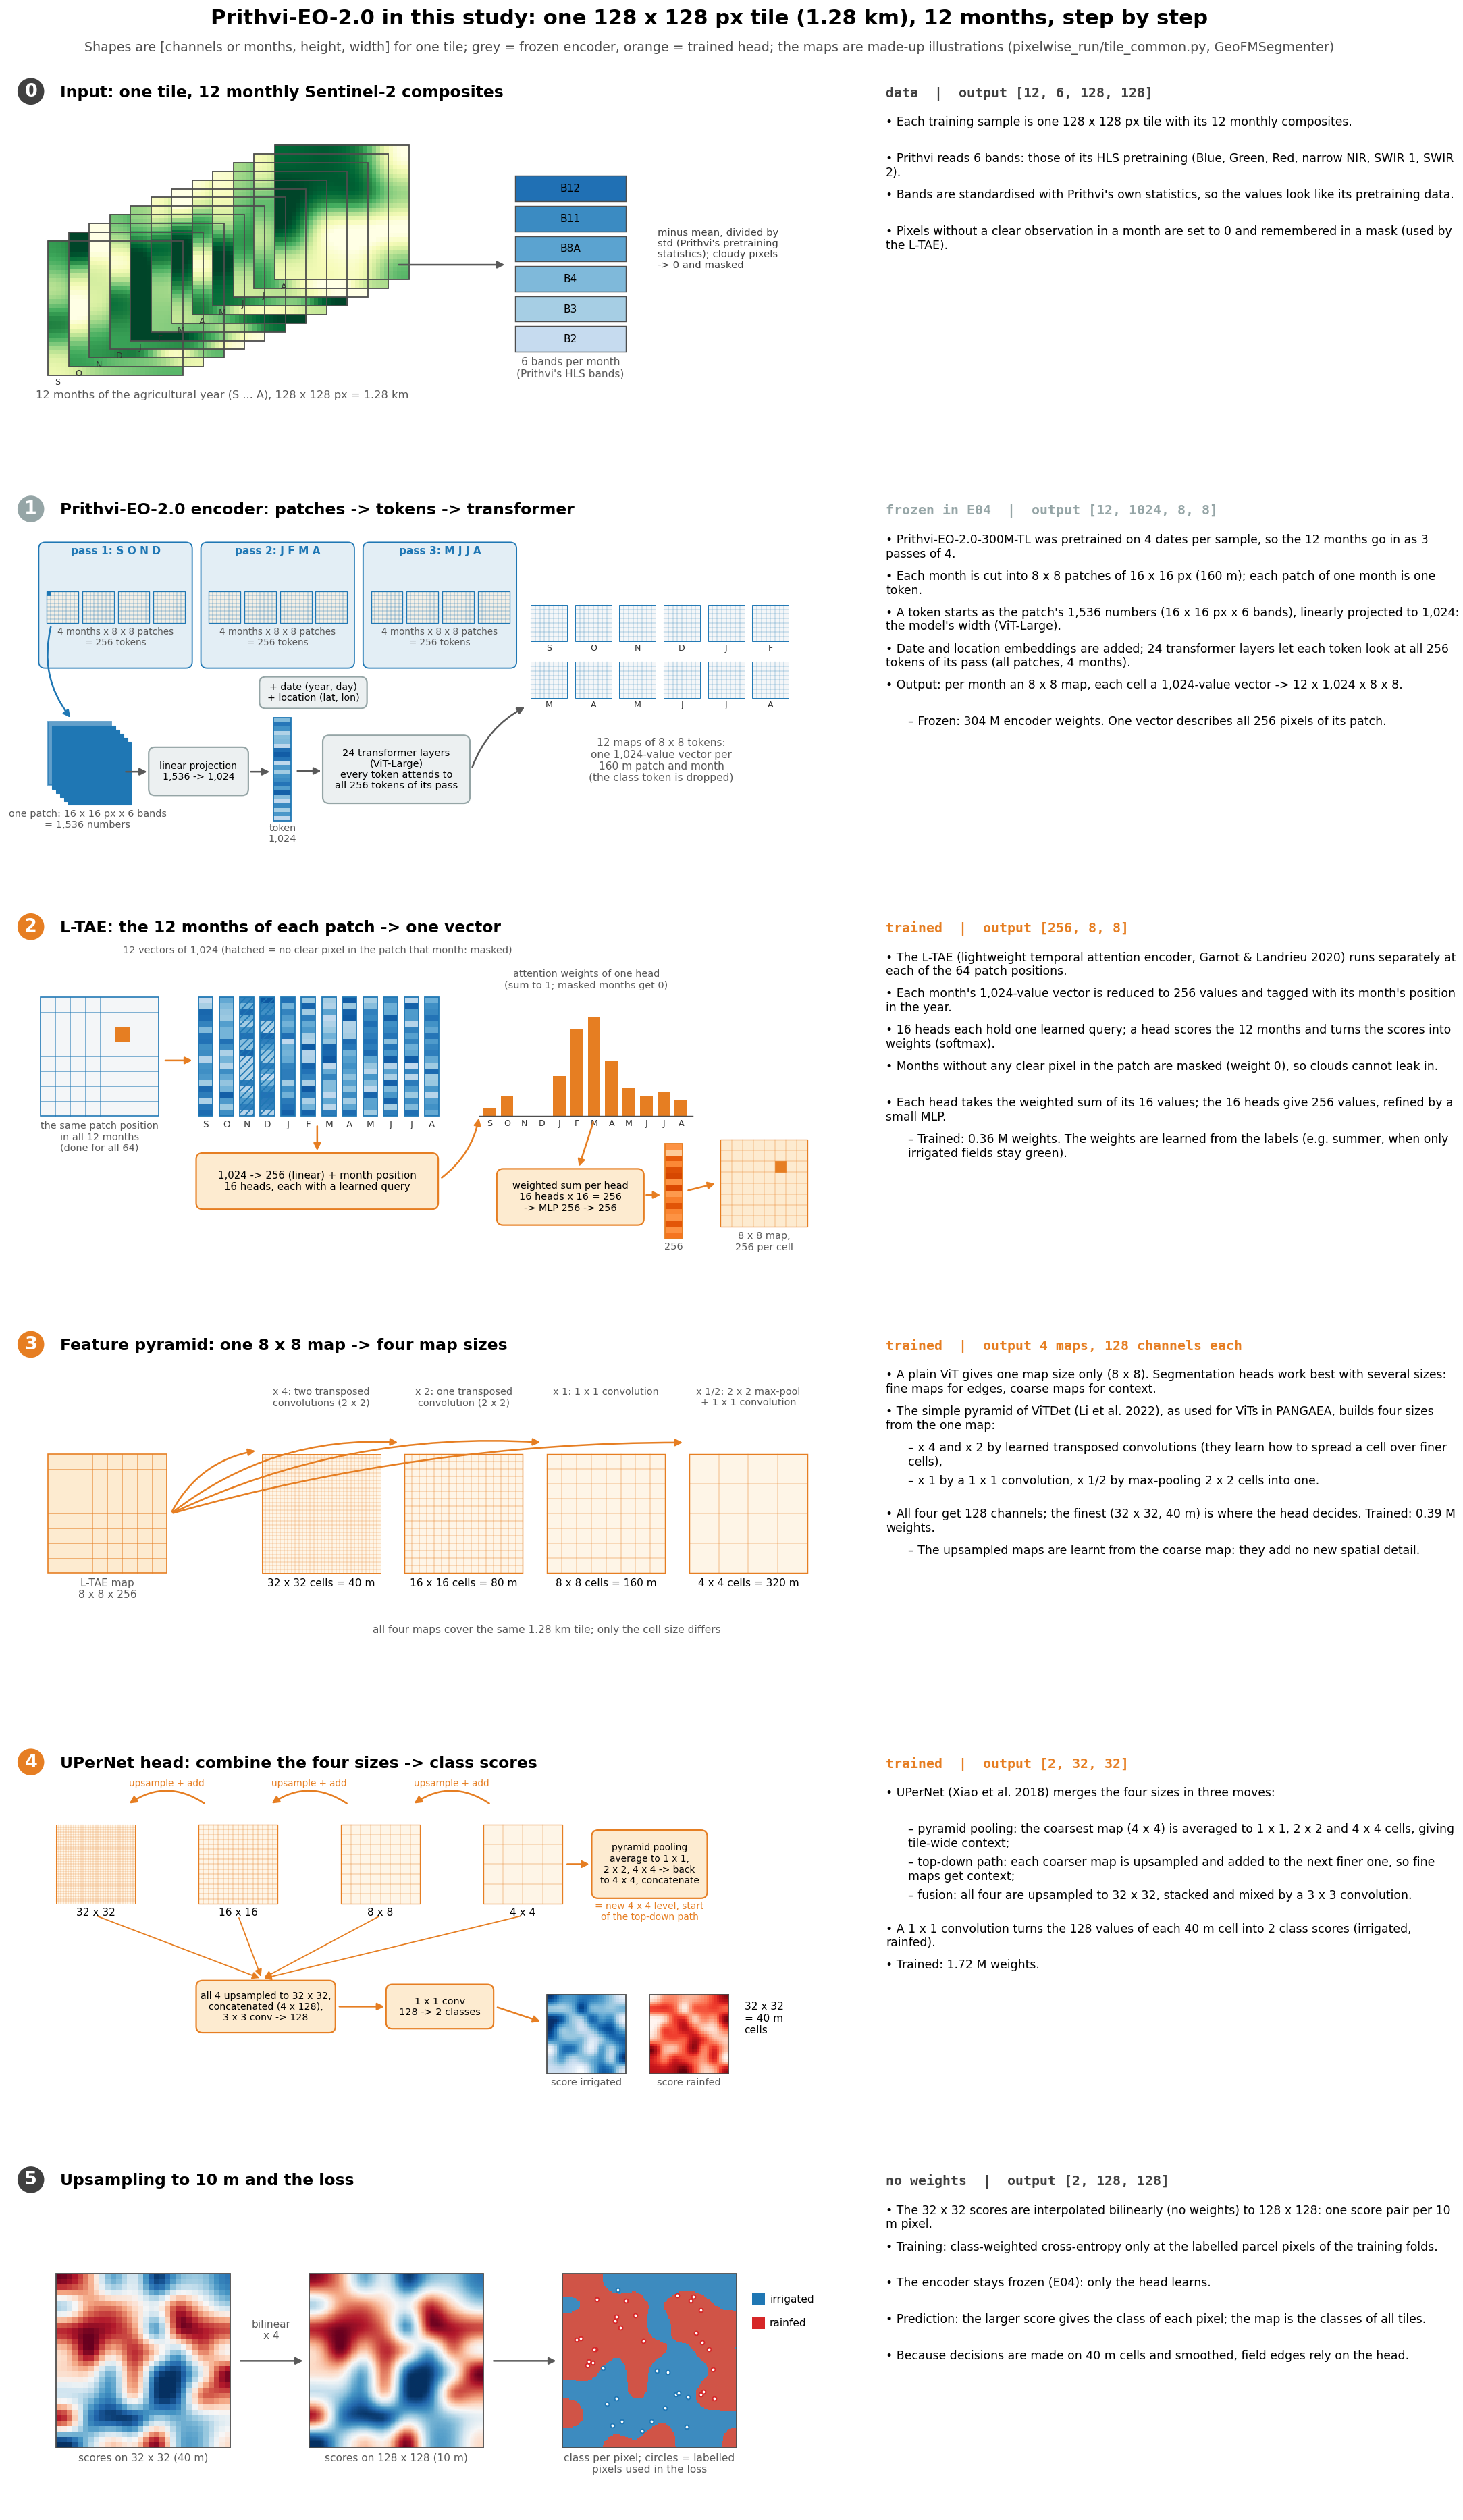 Prithvi-EO-2.0 in this study: one 128 x 128 px tile (1.28 km), 12 months, step by step
Shapes are [channels or months, height, width] for one tile; grey = frozen encoder, orange = trained head; the maps are made-up illustrations (pixelwise_run/tile_common.py, GeoFMSegmenter)
0 Input: one tile, 12 monthly Sentinel-2 composites
S
O
N
D
J
F
M
A
M
J
J
A
12 months of the agricultural year (S ... A), 128 x 128 px = 1.28 km
B12
B11
B8A
B4
B3
B2
6 bands per month
(Prithvi's HLS bands)
minus mean, divided by
std (Prithvi's pretraining
statistics); cloudy pixels
-> 0 and masked
data | output [12, 6, 128, 128]
• Each training sample is one 128 x 128 px tile with its 12 monthly composites.
• Prithvi reads 6 bands: those of its HLS pretraining (Blue, Green, Red, narrow NIR, SWIR 1, SWIR
2).
• Bands are standardised with Prithvi's own statistics, so the values look like its pretraining data.
• Pixels without a clear observation in a month are set to 0 and remembered in a mask (used by
the L-TAE).
1 Prithvi-EO-2.0 encoder: patches -> tokens -> transformer
pass 1: S O N D
4 months x 8 x 8 patches
= 256 tokens
pass 2: J F M A
4 months x 8 x 8 patches
= 256 tokens
pass 3: M J J A
4 months x 8 x 8 patches
= 256 tokens
S O N D J F
M A M J J A
+ date (year, day)
+ location (lat, lon)
one patch: 16 x 16 px x 6 bands
= 1,536 numbers
linear projection
1,536 -> 1,024
token
1,024
24 transformer layers
(ViT-Large)
every token attends to
all 256 tokens of its pass
12 maps of 8 x 8 tokens:
one 1,024-value vector per
160 m patch and month
(the class token is dropped)
frozen in E04 | output [12, 1024, 8, 8]
• Prithvi-EO-2.0-300M-TL was pretrained on 4 dates per sample, so the 12 months go in as 3
passes of 4.
• Each month is cut into 8 x 8 patches of 16 x 16 px (160 m); each patch of one month is one
token.
• A token starts as the patch's 1,536 numbers (16 x 16 px x 6 bands), linearly projected to 1,024:
the model's width (ViT-Large).
• Date and location embeddings are added; 24 transformer layers let each token look at all 256
tokens of its pass (all patches, 4 months).
• Output: per month an 8 x 8 map, each cell a 1,024-value vector -> 12 x 1,024 x 8 x 8.
– Frozen: 304 M encoder weights. One vector describes all 256 pixels of its patch.
2 L-TAE: the 12 months of each patch -> one vector
12 vectors of 1,024 (hatched = no clear pixel in the patch that month: masked)
attention weights of one head
(sum to 1; masked months get 0)
the same patch position
in all 12 months
(done for all 64)
S O N D J F M A M J J A
S O N D J F M A M J J A
1,024 -> 256 (linear) + month position
16 heads, each with a learned query
weighted sum per head
16 heads x 16 = 256
-> MLP 256 -> 256
256
8 x 8 map,
256 per cell
trained | output [256, 8, 8]
• The L-TAE (lightweight temporal attention encoder, Garnot & Landrieu 2020) runs separately at
each of the 64 patch positions.
• Each month's 1,024-value vector is reduced to 256 values and tagged with its month's position
in the year.
• 16 heads each hold one learned query; a head scores the 12 months and turns the scores into
weights (softmax).
• Months without any clear pixel in the patch are masked (weight 0), so clouds cannot leak in.
• Each head takes the weighted sum of its 16 values; the 16 heads give 256 values, refined by a
small MLP.
– Trained: 0.36 M weights. The weights are learned from the labels (e.g. summer, when only
irrigated fields stay green).
3 Feature pyramid: one 8 x 8 map -> four map sizes
x 4: two transposed
convolutions (2 x 2)
x 2: one transposed
convolution (2 x 2)
x 1: 1 x 1 convolution
x 1/2: 2 x 2 max-pool
+ 1 x 1 convolution
L-TAE map
8 x 8 x 256
32 x 32 cells = 40 m
16 x 16 cells = 80 m
8 x 8 cells = 160 m
4 x 4 cells = 320 m
all four maps cover the same 1.28 km tile; only the cell size differs
trained | output 4 maps, 128 channels each
• A plain ViT gives one map size only (8 x 8). Segmentation heads work best with several sizes:
fine maps for edges, coarse maps for context.
• The simple pyramid of ViTDet (Li et al. 2022), as used for ViTs in PANGAEA, builds four sizes
from the one map:
– x 4 and x 2 by learned transposed convolutions (they learn how to spread a cell over finer
cells),
– x 1 by a 1 x 1 convolution, x 1/2 by max-pooling 2 x 2 cells into one.
• All four get 128 channels; the finest (32 x 32, 40 m) is where the head decides. Trained: 0.39 M
weights.
– The upsampled maps are learnt from the coarse map: they add no new spatial detail.
4 UPerNet head: combine the four sizes -> class scores
upsample + add
upsample + add
upsample + add
32 x 32
16 x 16
8 x 8
4 x 4
pyramid pooling
average to 1 x 1,
2 x 2, 4 x 4 -> back
to 4 x 4, concatenate
= new 4 x 4 level, start
of the top-down path
all 4 upsampled to 32 x 32,
concatenated (4 x 128),
3 x 3 conv -> 128
1 x 1 conv
128 -> 2 classes
score irrigated
score rainfed
32 x 32
= 40 m
cells
trained | output [2, 32, 32]
• UPerNet (Xiao et al. 2018) merges the four sizes in three moves:
– pyramid pooling: the coarsest map (4 x 4) is averaged to 1 x 1, 2 x 2 and 4 x 4 cells, giving
tile-wide context;
– top-down path: each coarser map is upsampled and added to the next finer one, so fine
maps get context;
– fusion: all four are upsampled to 32 x 32, stacked and mixed by a 3 x 3 convolution.
• A 1 x 1 convolution turns the 128 values of each 40 m cell into 2 class scores (irrigated,
rainfed).
• Trained: 1.72 M weights.
5 Upsampling to 10 m and the loss
bilinear
x 4
irrigated
rainfed
scores on 32 x 32 (40 m)
scores on 128 x 128 (10 m)
class per pixel; circles = labelled
pixels used in the loss
no weights | output [2, 128, 128]
• The 32 x 32 scores are interpolated bilinearly (no weights) to 128 x 128: one score pair per 10
m pixel.
• Training: class-weighted cross-entropy only at the labelled parcel pixels of the training folds.
• The encoder stays frozen (E04): only the head learns.
• Prediction: the larger score gives the class of each pixel; the map is the classes of all tiles.
• Because decisions are made on 40 m cells and smoothed, field edges rely on the head.